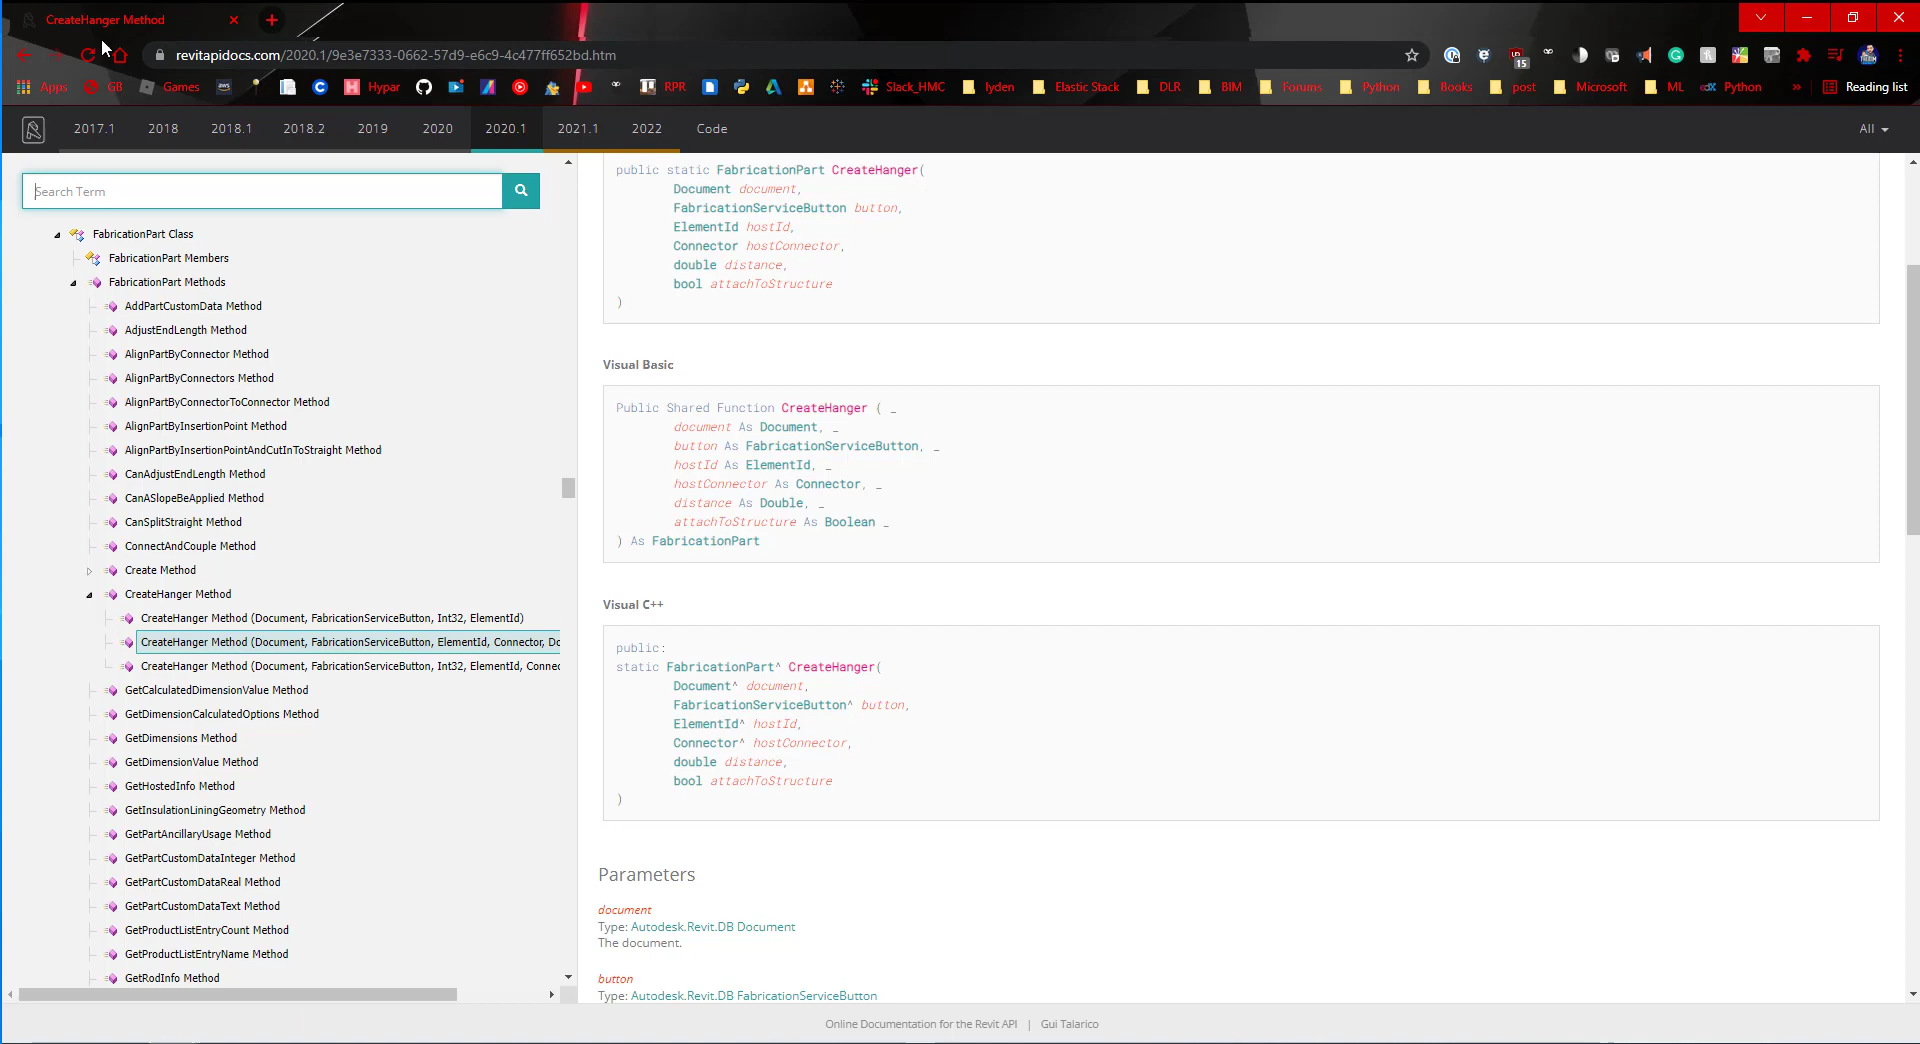 CreateHanger Method
revitapidocs.com/2020.1/9e3e7333-0662-57d9-e6c9-4c477ff652bd.htm
15
Apps GB Games aws Hypar RPR Slack_HMC lyden Elastic Stack DLR BIM Forums Python Books post Microsoft ML Python » Reading list
2017.1 2018 2018.1 2018.2 2019 2020 2020.1 2021.1 2022 Code All
Search Term
FabricationPart Class
FabricationPart Members
FabricationPart Methods
AddPartCustomData Method
AdjustEndLength Method
AlignPartByConnector Method
AlignPartByConnectors Method
AlignPartByConnectorToConnector Method
AlignPartByInsertionPoint Method
AlignPartByInsertionPointAndCutInToStraight Method
CanAdjustEndLength Method
CanASlopeBeApplied Method
CanSplitStraight Method
ConnectAndCouple Method
Create Method
CreateHanger Method
CreateHanger Method (Document, FabricationServiceButton, Int32, ElementId)
CreateHanger Method (Document, FabricationServiceButton, ElementId, Connector, Do
CreateHanger Method (Document, FabricationServiceButton, Int32, ElementId, Connec
GetCalculatedDimensionValue Method
GetDimensionCalculatedOptions Method
GetDimensions Method
GetDimensionValue Method
GetHostedInfo Method
GetInsulationLiningGeometry Method
GetPartAncillaryUsage Method
GetPartCustomDataInteger Method
GetPartCustomDataReal Method
GetPartCustomDataText Method
GetProductListEntryCount Method
GetProductListEntryName Method
GetRodInfo Method
public static FabricationPart CreateHanger(
Document document,
FabricationServiceButton button,
ElementId hostId,
Connector hostConnector,
double distance,
bool attachToStructure
)
Visual Basic
Public Shared Function CreateHanger ( _
document As Document, _
button As FabricationServiceButton, _
hostId As ElementId, _
hostConnector As Connector, _
distance As Double, _
attachToStructure As Boolean _
) As FabricationPart
Visual C++
public:
static FabricationPart^ CreateHanger(
Document^ document,
FabricationServiceButton^ button,
ElementId^ hostId,
Connector^ hostConnector,
double distance,
bool attachToStructure
)
Parameters
document
Type: Autodesk.Revit.DB Document
The document.
button
Type: Autodesk.Revit.DB FabricationServiceButton
Online Documentation for the Revit API | Gui Talarico